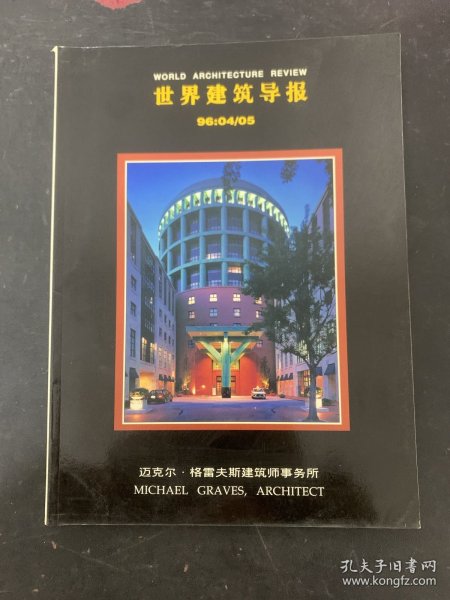 WORLD ARCHITECTURE REVIEW
世界建筑导报
96:04/05
迈克尔·格雷夫斯建筑师事务所
MICHAEL GRAVES, ARCHITECT
孔夫子旧书网
www.kongfz.com